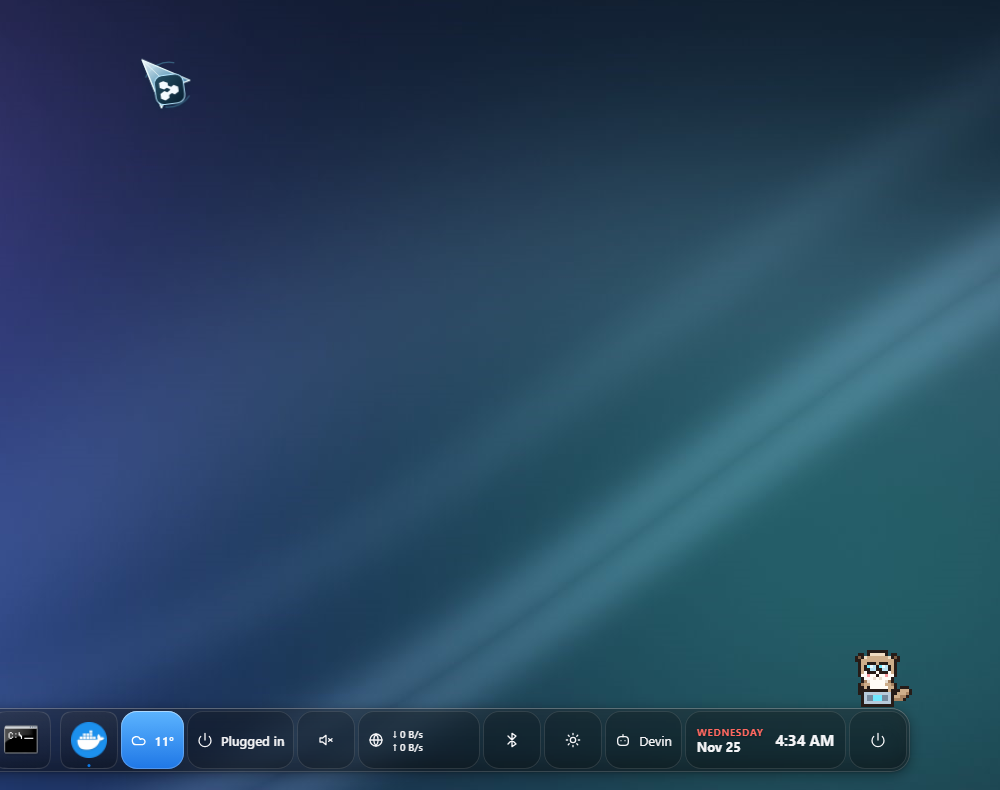 C:\
11°
Plugged in
↓ 0 B/s
↑ 0 B/s
Devin
WEDNESDAY
Nov 25
4:34 AM